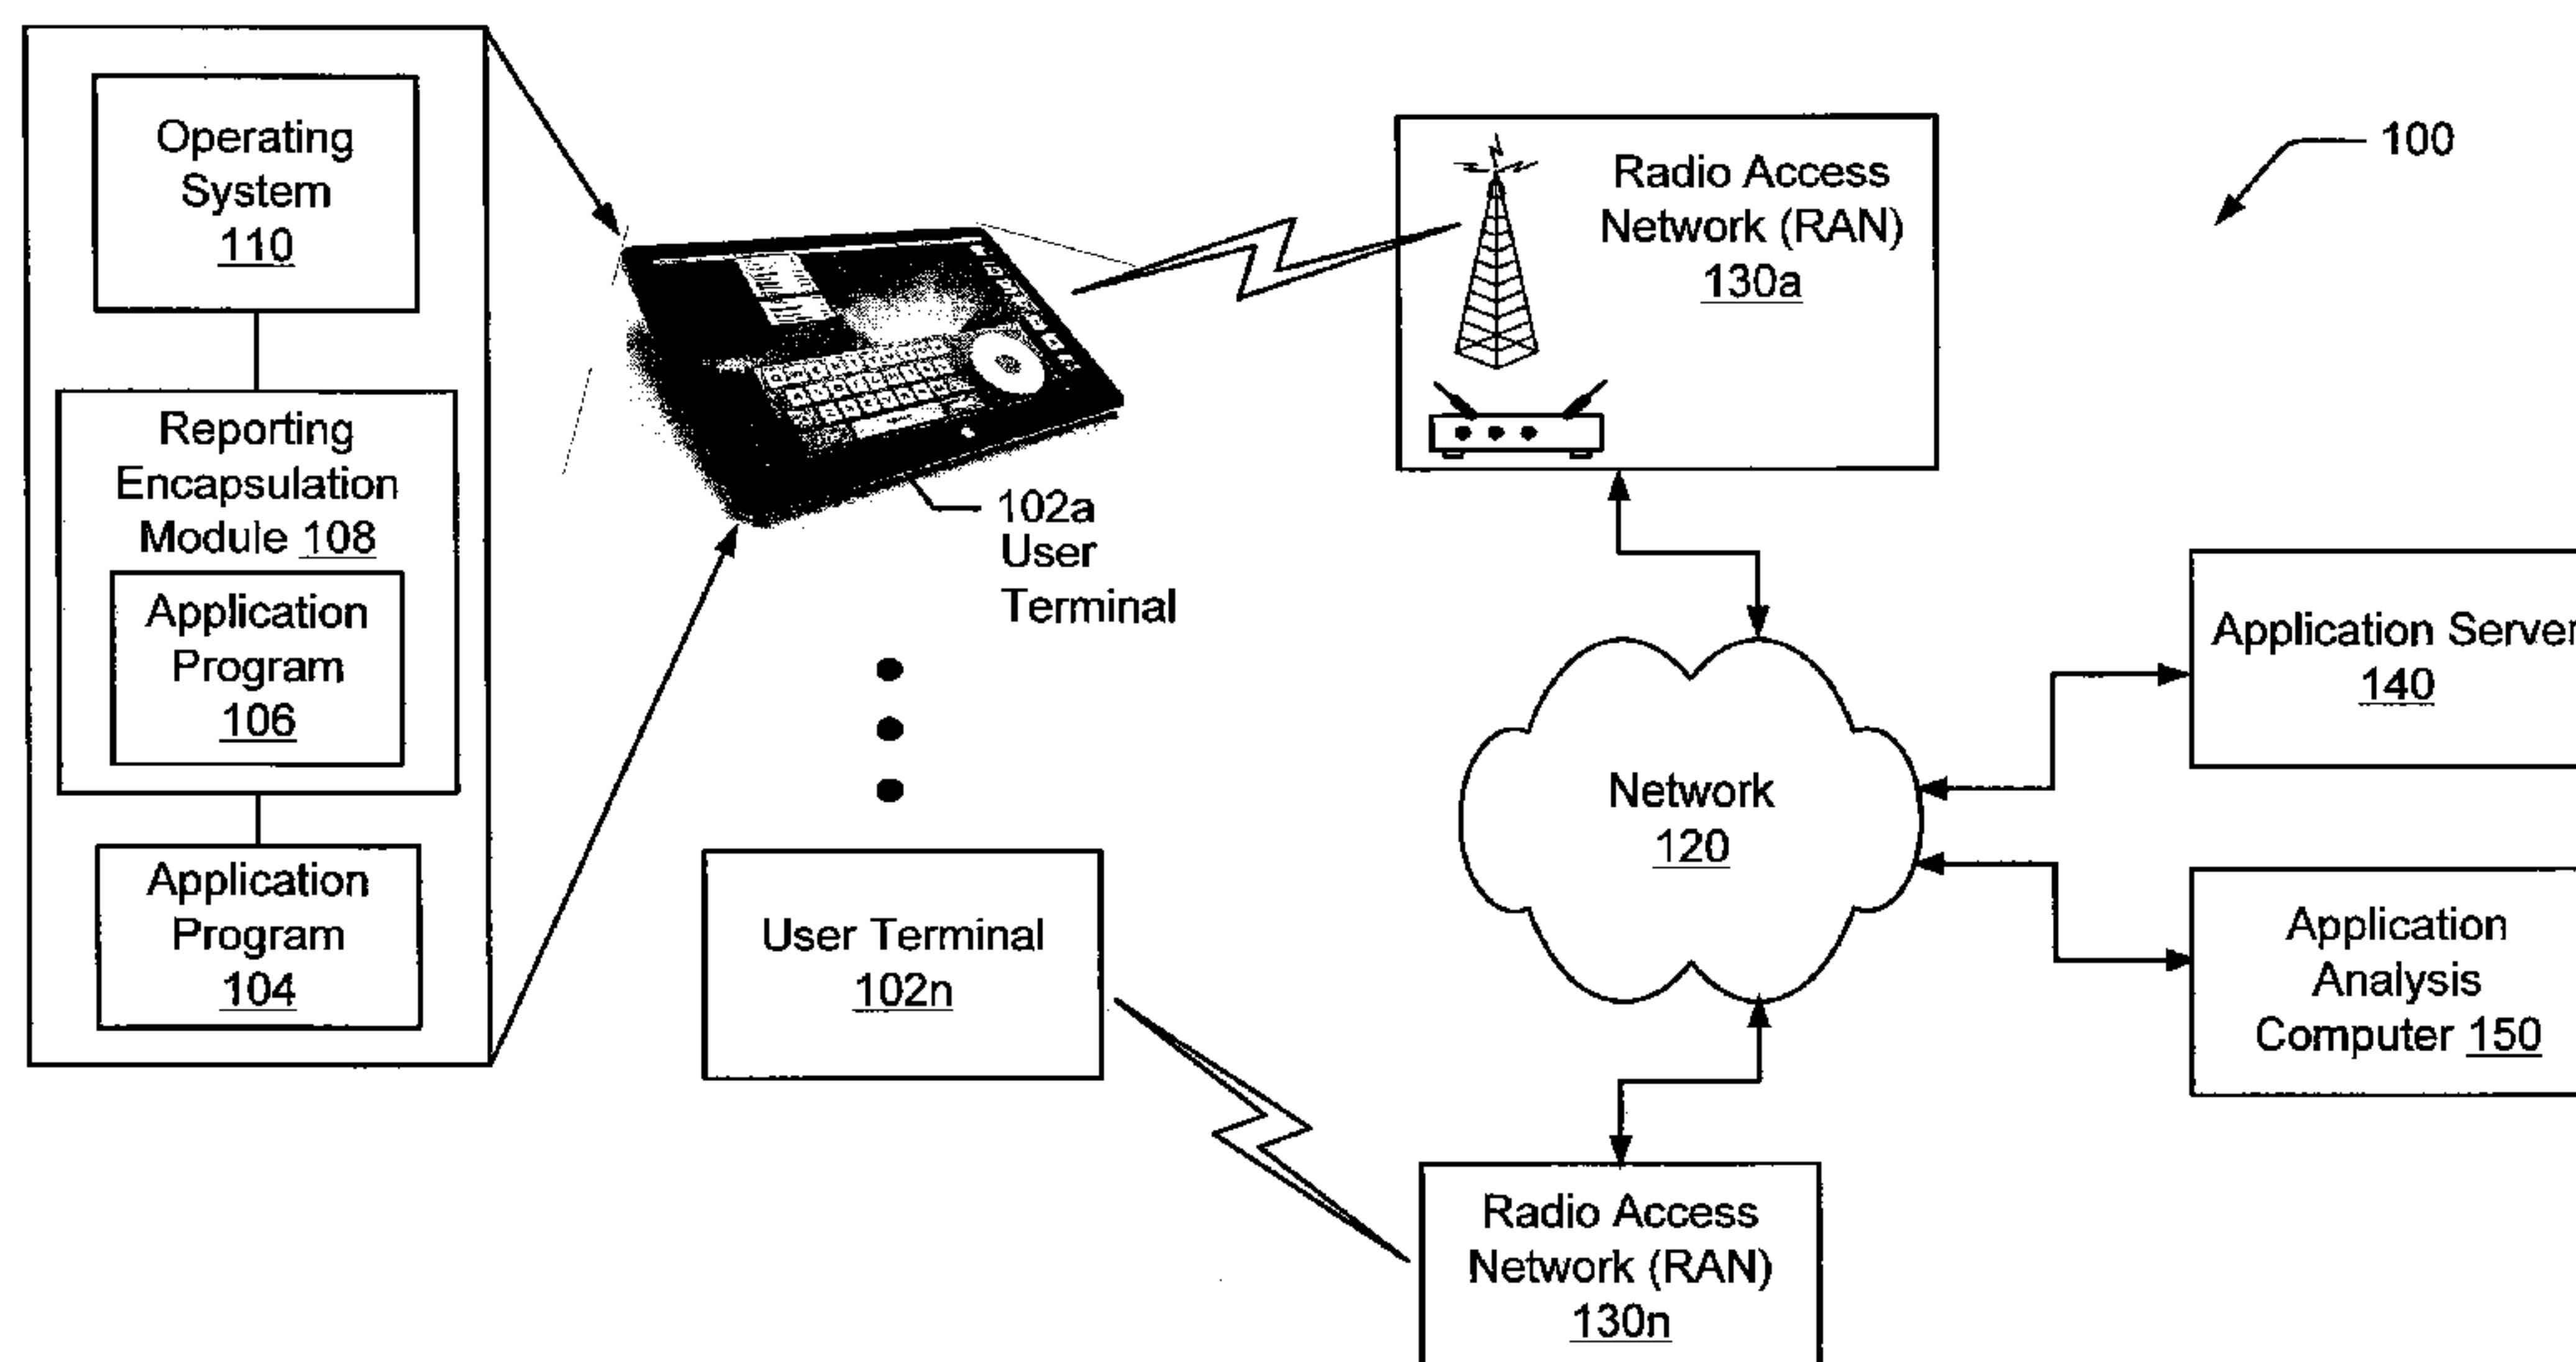 Operating
System
110
Reporting
Encapsulation
Module 108
Application
Program
106
Application
Program
104
102a
User
Terminal
User Terminal
102n
Radio Access
Network (RAN)
130a
100
Network
120
Application Server
140
Application
Analysis
Computer 150
Radio Access
Network (RAN)
130n